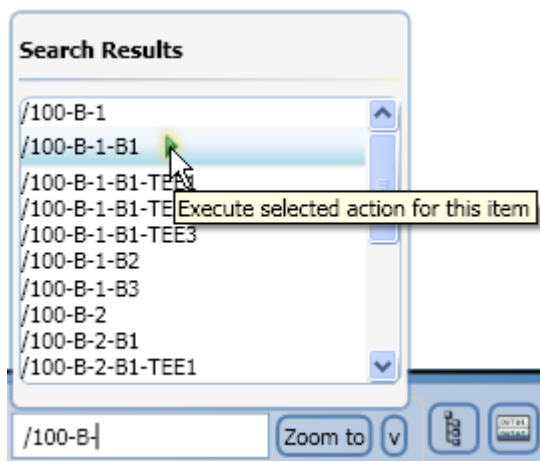 Search Results
/100-B-1
/100-B-1-B1
/100-B-1-B1-TEE1
/100-B-1-B1-TE
Execute selected action for this item
/100-B-1-B1-TEE3
/100-B-1-B2
/100-B-1-B3
/100-B-2
/100-B-2-B1
/100-B-2-B1-TEE1
/100-B-
Zoom to
v